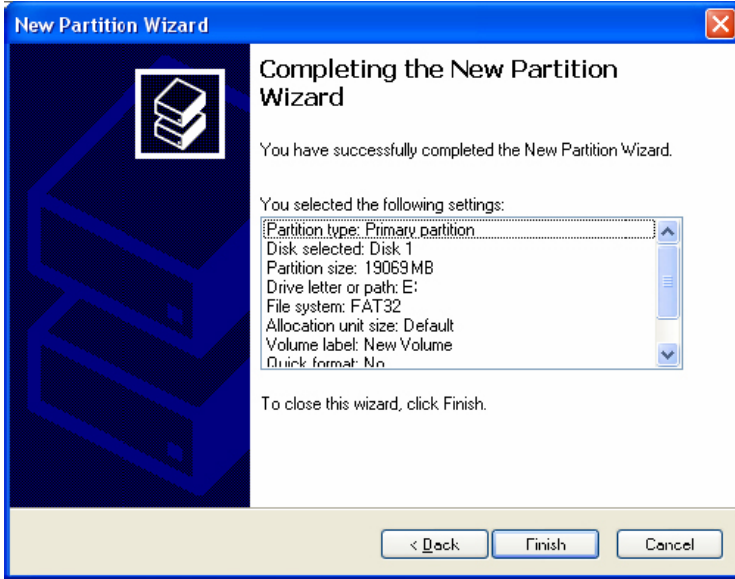 New Partition Wizard
Completing the New Partition
Wizard
You have successfully completed the New Partition Wizard.
You selected the following settings:
Partition type: Primary partition
Disk selected: Disk 1
Partition size: 19069 MB
Drive letter or path: E:
File system: FAT32
Allocation unit size: Default
Volume label: New Volume
Quick format: No
To close this wizard, click Finish.
< Back
Finish
Cancel